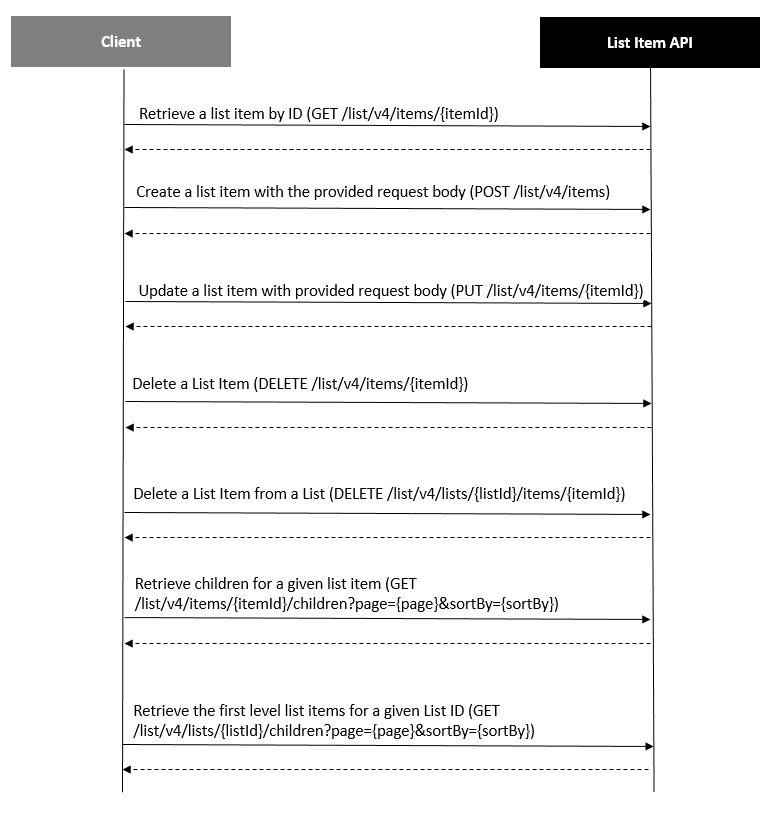 Client
List Item API
Retrieve a list item by ID (GET /list/v4/items/{itemId})
Create a list item with the provided request body (POST /list/v4/items)
Update a list item with provided request body (PUT /list/v4/items/{itemId})
Delete a List Item (DELETE /list/v4/items/{itemId})
Delete a List Item from a List (DELETE /list/v4/lists/{listId}/items/{itemId})
Retrieve children for a given list item (GET
/list/v4/items/{itemId}/children?page={page}&sortBy={sortBy})
Retrieve the first level list items for a given List ID (GET
/list/v4/lists/{listId}/children?page={page}&sortBy={sortBy})